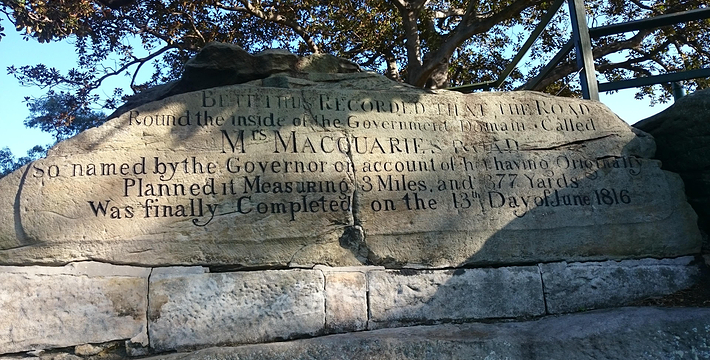 BE IT THUS RECORDED THAT THE ROAD
Round the inside of the Government Domain Called
Mrs MACQUARIE'S ROAD
So named by the Governor on account of her having Originally
Planned it Measuring 3 Miles, and 377 Yards
Was finally Completed on the 13th Day of June 1816